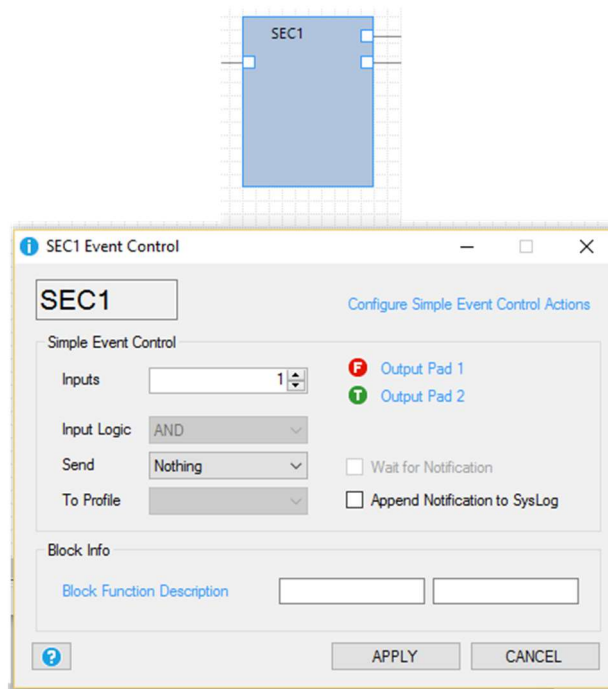 SEC1
SEC1 Event Control
SEC1
Configure Simple Event Control Actions
Simple Event Control
Inputs 1
F Output Pad 1
T Output Pad 2
Input Logic AND
Send Nothing
Wait for Notification
To Profile
Append Notification to SysLog
Block Info
Block Function Description
? APPLY CANCEL